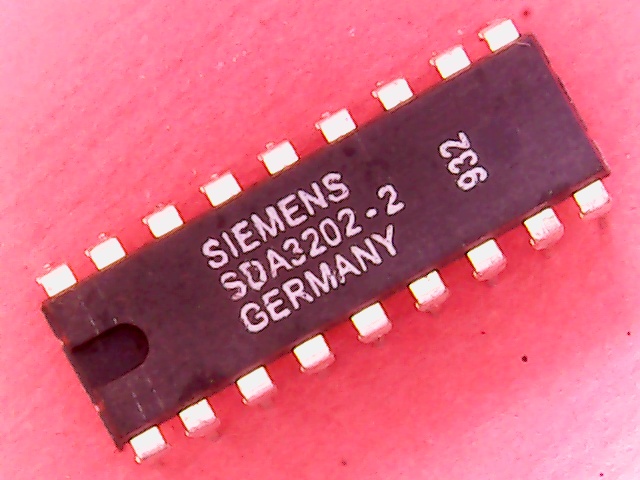 SIEMENS
SDA3202-2
GERMANY
932